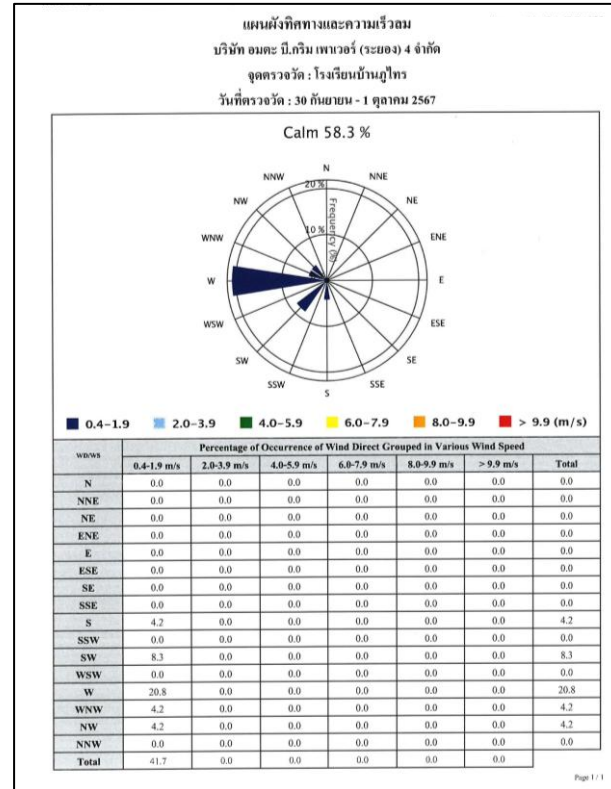 แผนผังทิศทางและความเร็วลม
บริษัท อมตะ บี.กริม เพาเวอร์ (ระยอง) 4 จำกัด
จุดตรวจวัด : โรงเรียนบ้านภูไทร
วันที่ตรวจวัด : 30 กันยายน - 1 ตุลาคม 2567
Calm 58.3 %
N
NNW NNE
20 %
NW NE
Frequency (%)
10 %
WNW ENE
W E
WSW ESE
SW SE
SSW SSE
S
0.4-1.9 2.0-3.9 4.0-5.9 6.0-7.9 8.0-9.9 > 9.9 (m/s)
WD/WS Percentage of Occurrence of Wind Direct Grouped in Various Wind Speed
0.4-1.9 m/s 2.0-3.9 m/s 4.0-5.9 m/s 6.0-7.9 m/s 8.0-9.9 m/s > 9.9 m/s Total
N 0.0 0.0 0.0 0.0 0.0 0.0 0.0
NNE 0.0 0.0 0.0 0.0 0.0 0.0 0.0
NE 0.0 0.0 0.0 0.0 0.0 0.0 0.0
ENE 0.0 0.0 0.0 0.0 0.0 0.0 0.0
E 0.0 0.0 0.0 0.0 0.0 0.0 0.0
ESE 0.0 0.0 0.0 0.0 0.0 0.0 0.0
SE 0.0 0.0 0.0 0.0 0.0 0.0 0.0
SSE 0.0 0.0 0.0 0.0 0.0 0.0 0.0
S 4.2 0.0 0.0 0.0 0.0 0.0 4.2
SSW 0.0 0.0 0.0 0.0 0.0 0.0 0.0
SW 8.3 0.0 0.0 0.0 0.0 0.0 8.3
WSW 0.0 0.0 0.0 0.0 0.0 0.0 0.0
W 20.8 0.0 0.0 0.0 0.0 0.0 20.8
WNW 4.2 0.0 0.0 0.0 0.0 0.0 4.2
NW 4.2 0.0 0.0 0.0 0.0 0.0 4.2
NNW 0.0 0.0 0.0 0.0 0.0 0.0 0.0
Total 41.7 0.0 0.0 0.0 0.0 0.0
Page 1 / 1